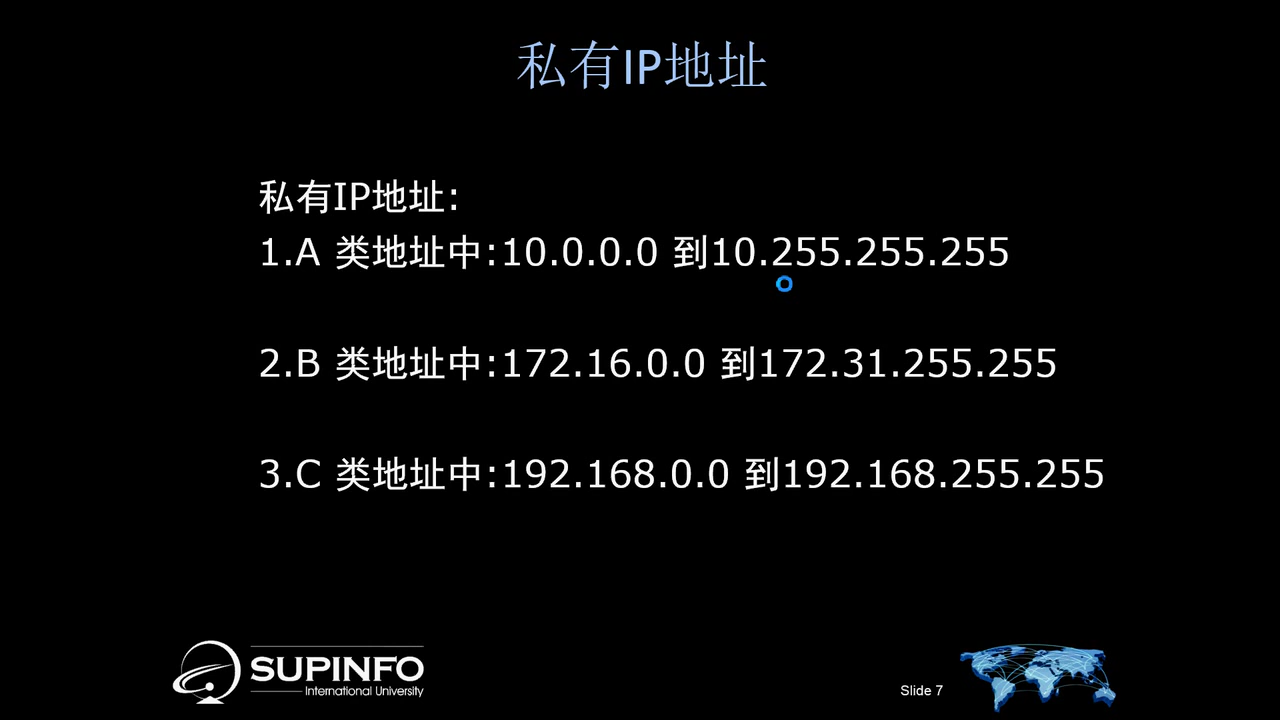 私有IP地址
私有IP地址:
1.A 类地址中:10.0.0.0 到10.255.255.255
2.B 类地址中:172.16.0.0 到172.31.255.255
3.C 类地址中:192.168.0.0 到192.168.255.255
SUPINFO
International University
Slide 7